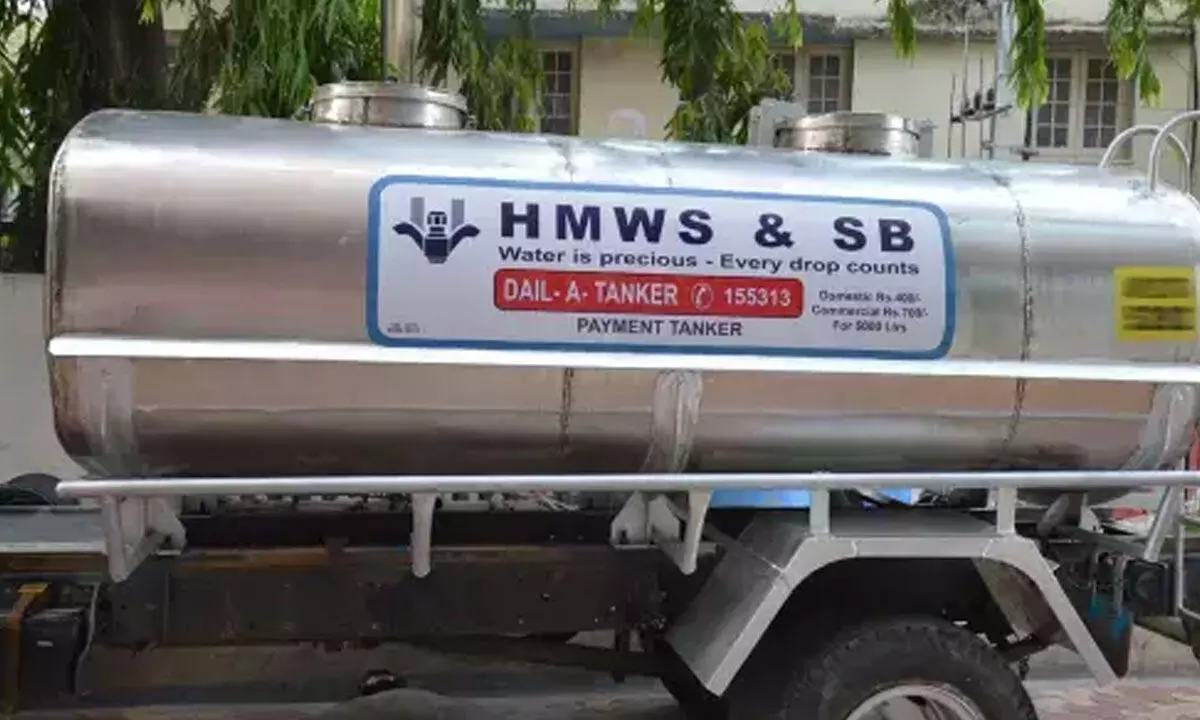 HMWS & SB
Water is precious - Every drop counts
DAIL- A- TANKER 155313
PAYMENT TANKER
Domestic Rs.400/-
Commercial Rs.700/-
For 5000 Ltrs